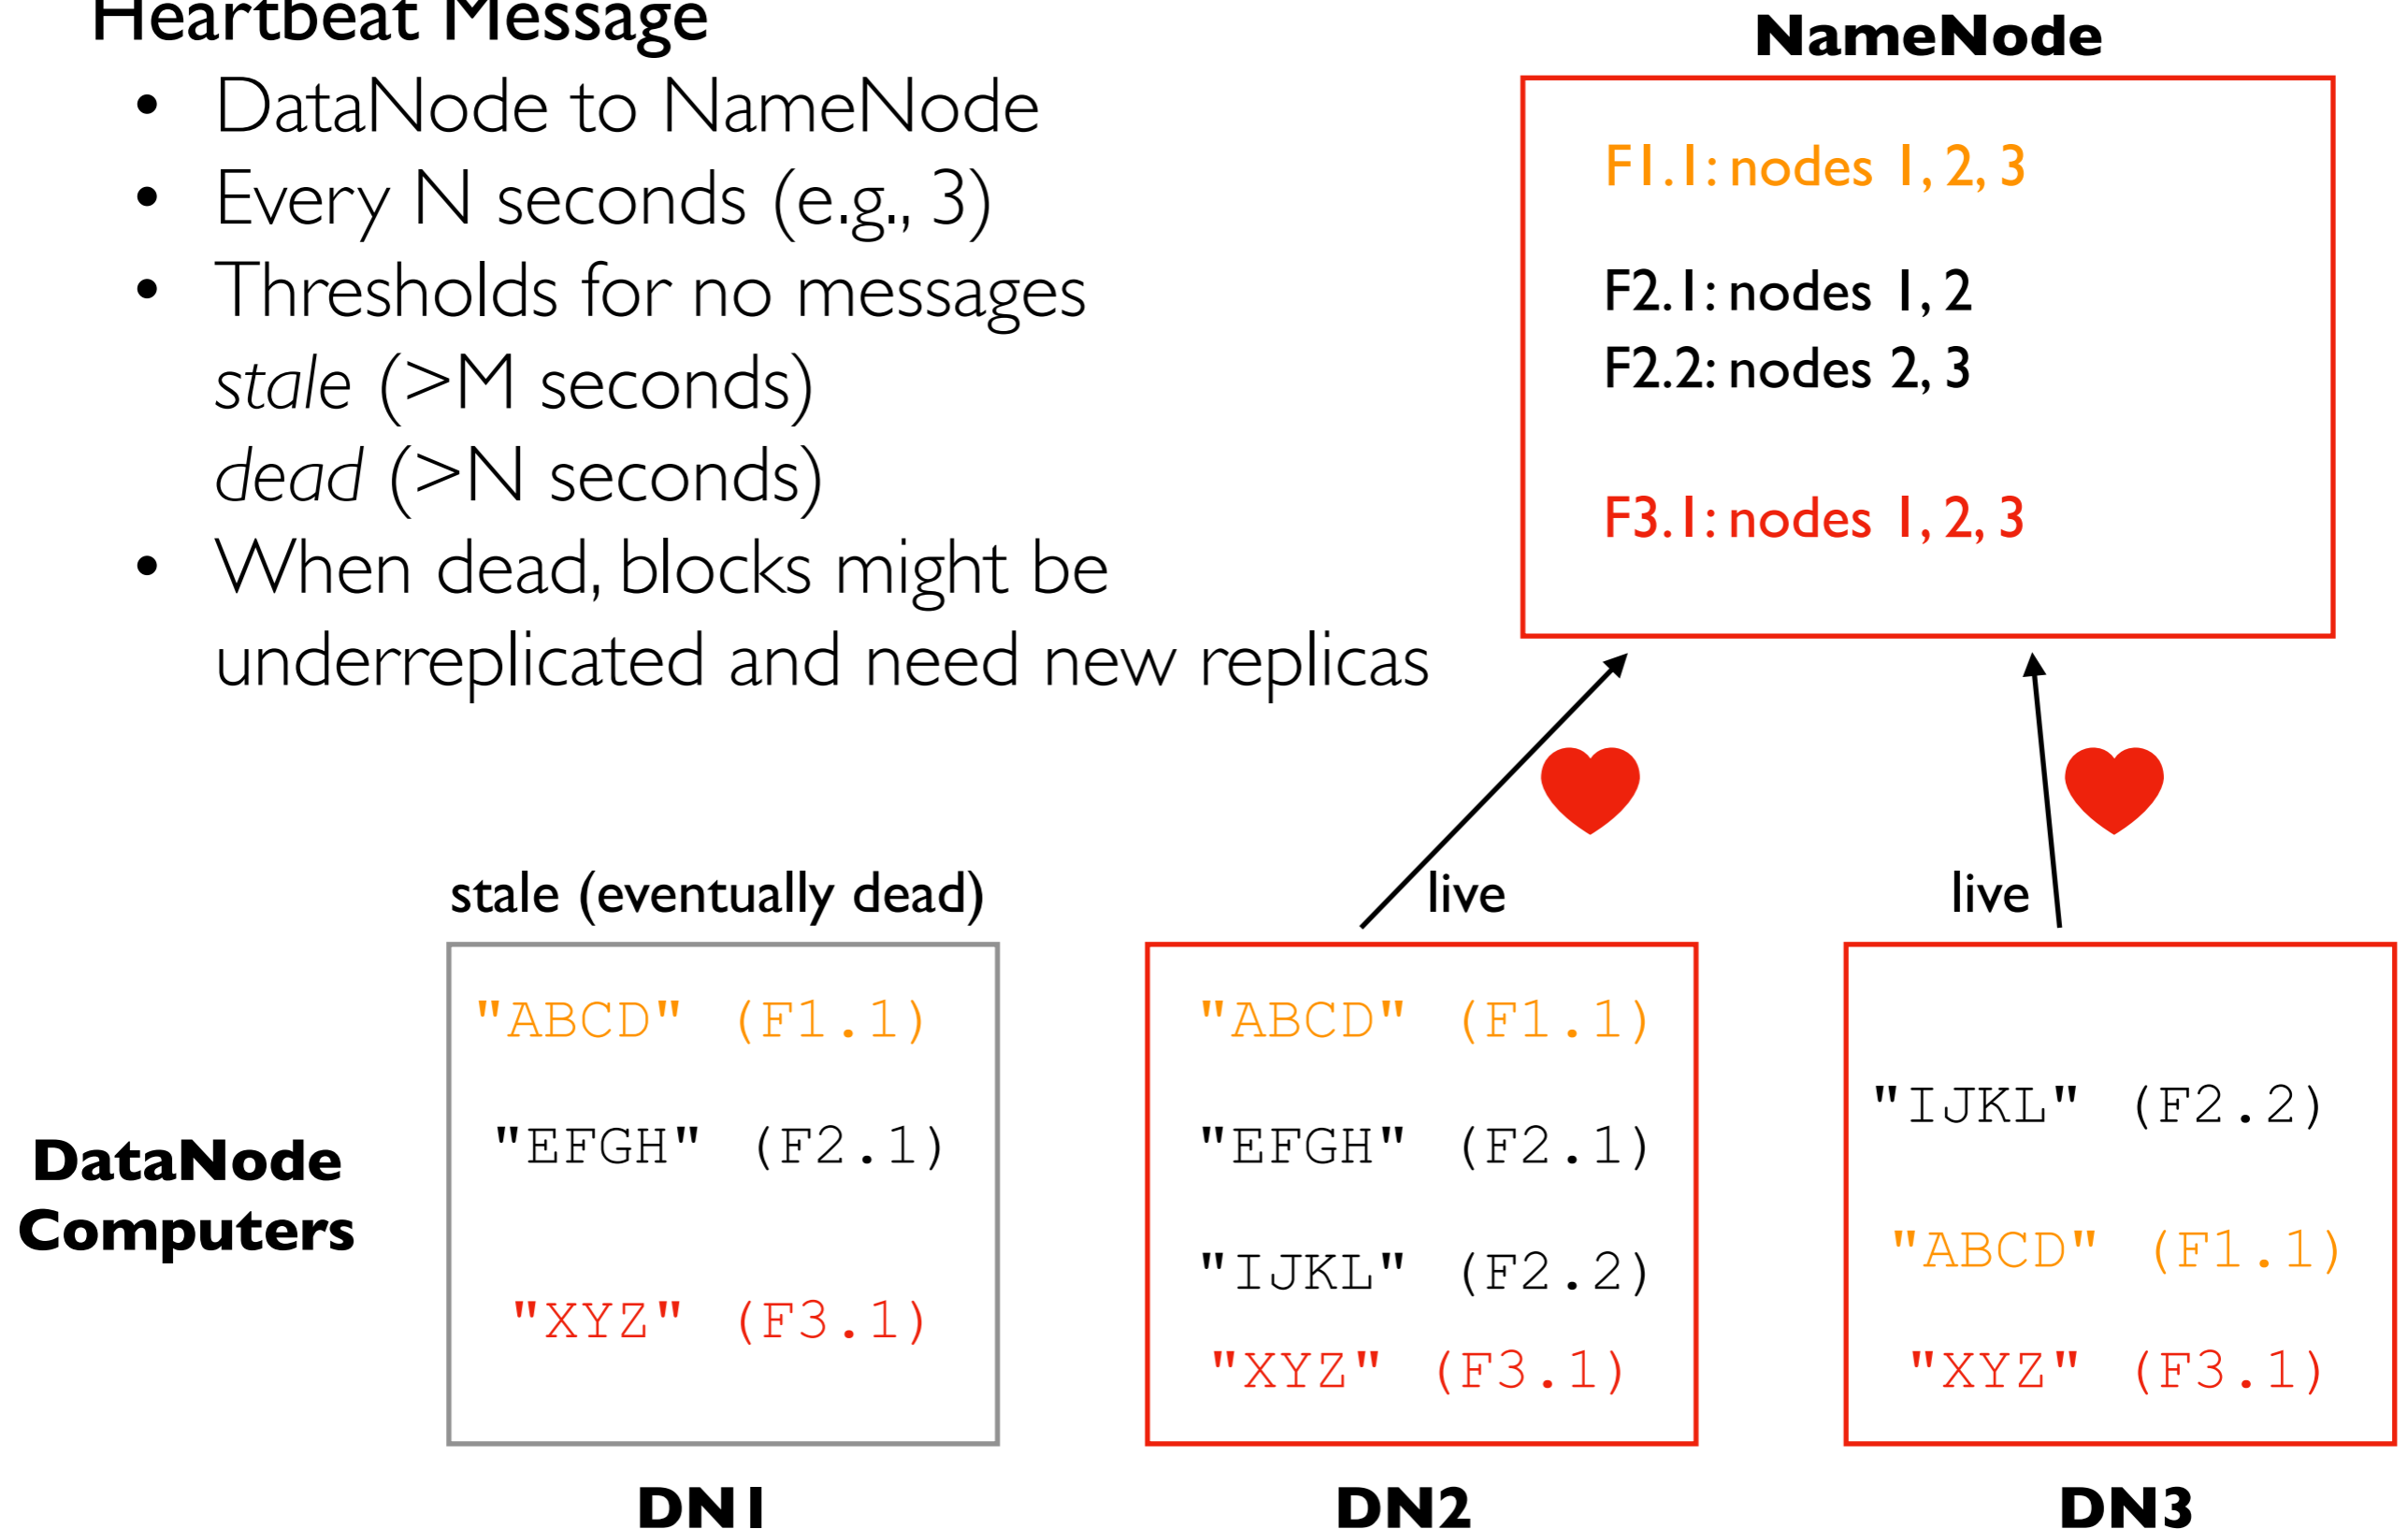 Heartbeat Message
• DataNode to NameNode
• Every N seconds (e.g., 3)
• Thresholds for no messages
stale (>M seconds)
dead (>N seconds)
• When dead, blocks might be
underreplicated and need new replicas
NameNode
F1.1: nodes 1, 2, 3
F2.1: nodes 1, 2
F2.2: nodes 2, 3
F3.1: nodes 1, 2, 3
stale (eventually dead)
live
live
DataNode
Computers
"ABCD" (F1.1)
"EFGH" (F2.1)
"XYZ" (F3.1)
DN1
"ABCD" (F1.1)
"EFGH" (F2.1)
"IJKL" (F2.2)
"XYZ" (F3.1)
DN2
"IJKL" (F2.2)
"ABCD" (F1.1)
"XYZ" (F3.1)
DN3